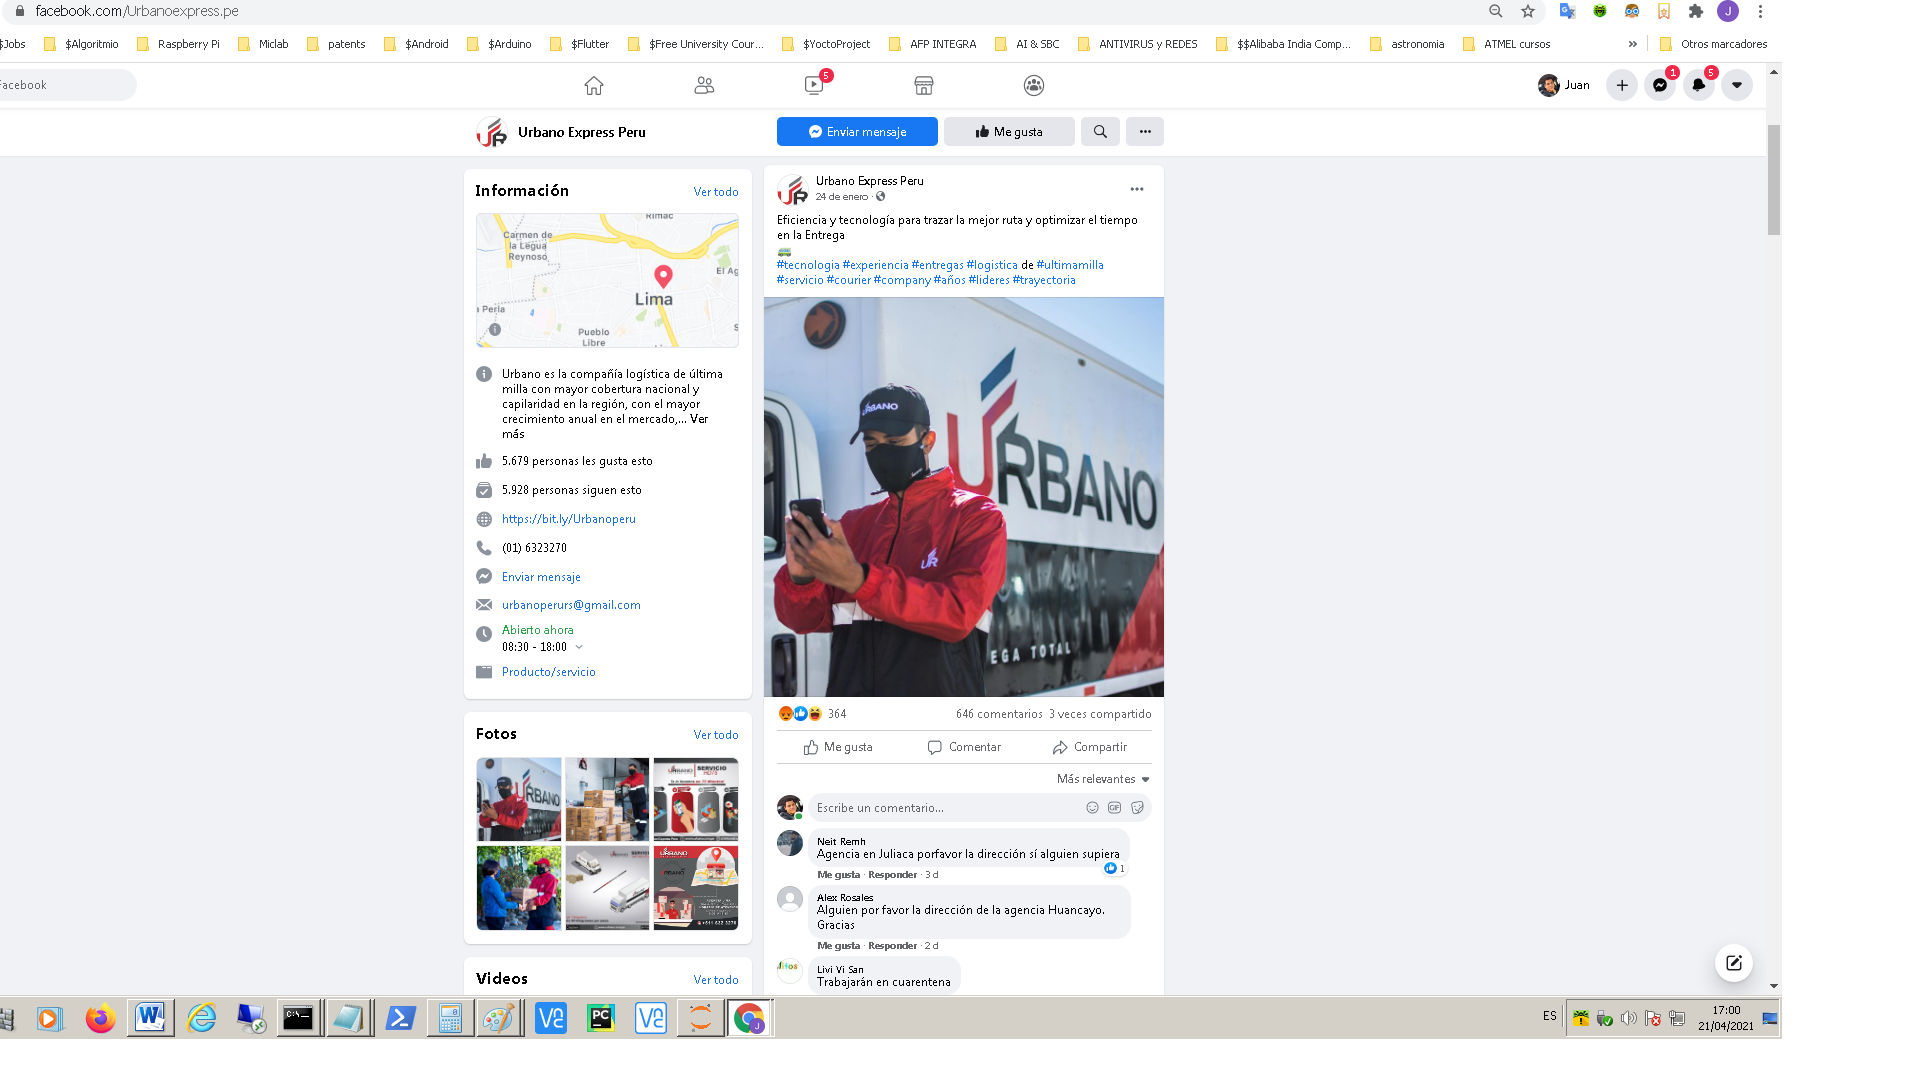 facebook.com/Urbanoexpress.pe
$Jobs $Algoritmio Raspberry Pi Miclab patents $Android $Arduino $Flutter $Free University Cour... $YoctoProject AFP INTEGRA AI & SBC ANTIVIRUS y REDES $$Alibaba India Comp... astronomia ATMEL cursos » Otros marcadores
Facebook 5 Juan 1 5
Urbano Express Peru Enviar mensaje Me gusta
Información Ver todo
Rimac
Carmen de
la Legua
Reynoso
El Ag
Lima
a Perla
Pueblo
Libre
Urbano es la compañía logística de última
milla con mayor cobertura nacional y
capilaridad en la región, con el mayor
crecimiento anual en el mercado,... Ver
más
5.679 personas les gusta esto
5.928 personas siguen esto
https://bit.ly/Urbanoperu
(01) 6323270
Enviar mensaje
urbanoperurs@gmail.com
Abierto ahora
08:30 - 18:00
Producto/servicio
Fotos Ver todo
URBANO
URBANO SERVICIO
URBANO
Videos Ver todo
Urbano Express Peru
24 de enero ·
Eficiencia y tecnología para trazar la mejor ruta y optimizar el tiempo
en la Entrega
#tecnologia #experiencia #entregas #logistica de #ultimamilla
#servicio #courier #company #años #lideres #trayectoria
URBANO
URBANO
EGA TOTAL
364 646 comentarios 3 veces compartido
Me gusta Comentar Compartir
Más relevantes
Escribe un comentario... GIF
Neit Remh
Agencia en Juliaca porfavor la dirección sí alguien supiera
Me gusta · Responder · 3 d 1
Alex Rosales
Alguien por favor la dirección de la agencia Huancayo.
Gracias
Me gusta · Responder · 2 d
Livi Vi San
Trabajarán en cuarentena
ES 17:00
21/04/2021